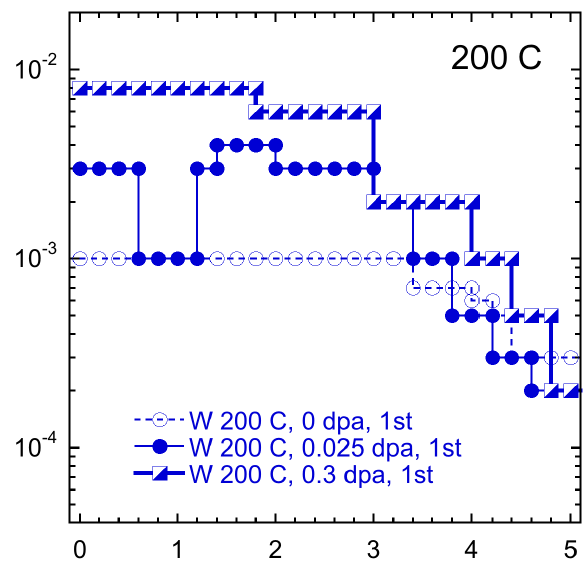 200 C
10-2
10-3
10-4
W 200 C, 0 dpa, 1st
W 200 C, 0.025 dpa, 1st
W 200 C, 0.3 dpa, 1st
0 1 2 3 4 5